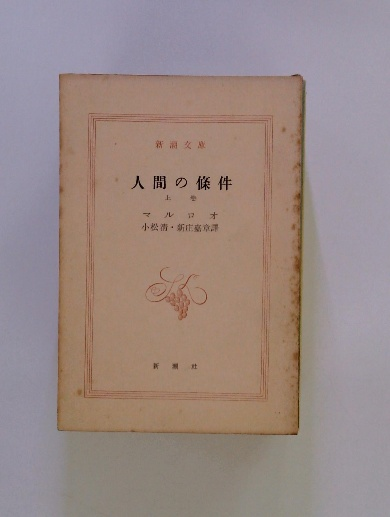 新潮文庫
人間の條件
上巻
マルロオ
小松清・新庄嘉章譯
新潮社